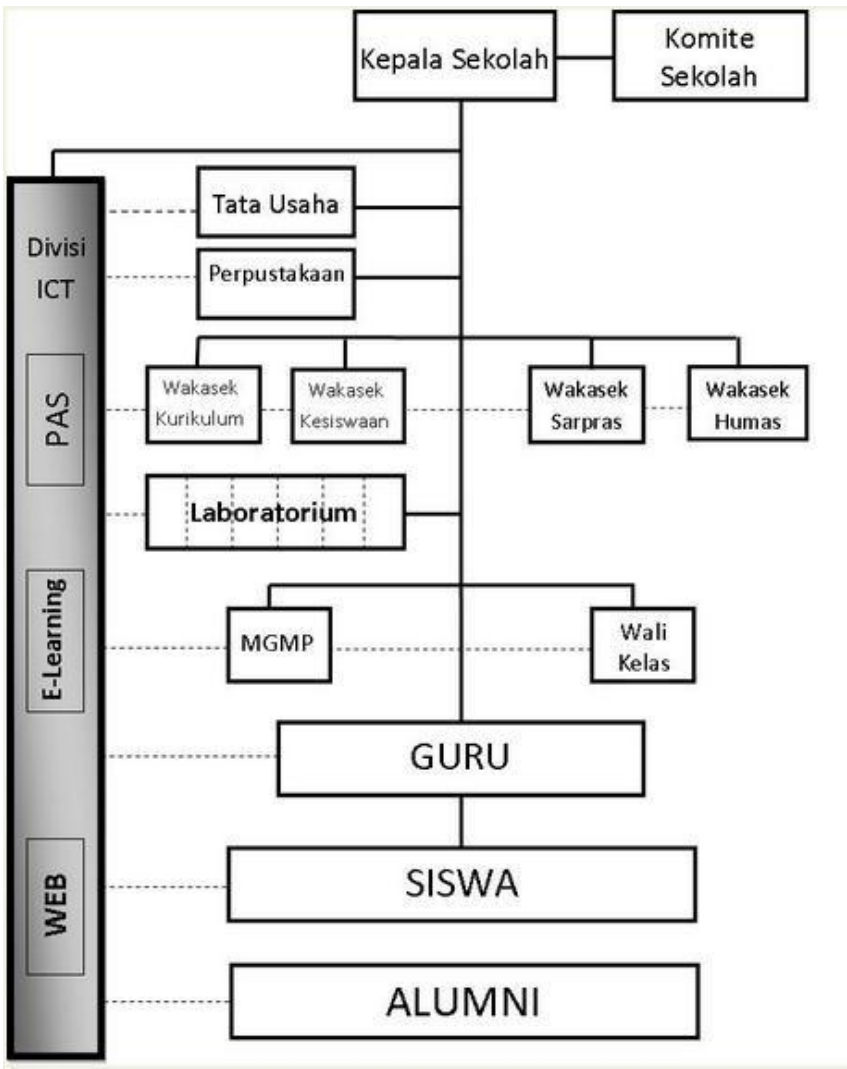 Kepala Sekolah
Komite
Sekolah
Divisi
ICT
Tata Usaha
Perpustakaan
PAS
Wakasek
Kurikulum
Wakasek
Kesiswaan
Wakasek
Sarpras
Wakasek
Humas
Laboratorium
E-Learning
MGMP
Wali
Kelas
GURU
WEB
SISWA
ALUMNI